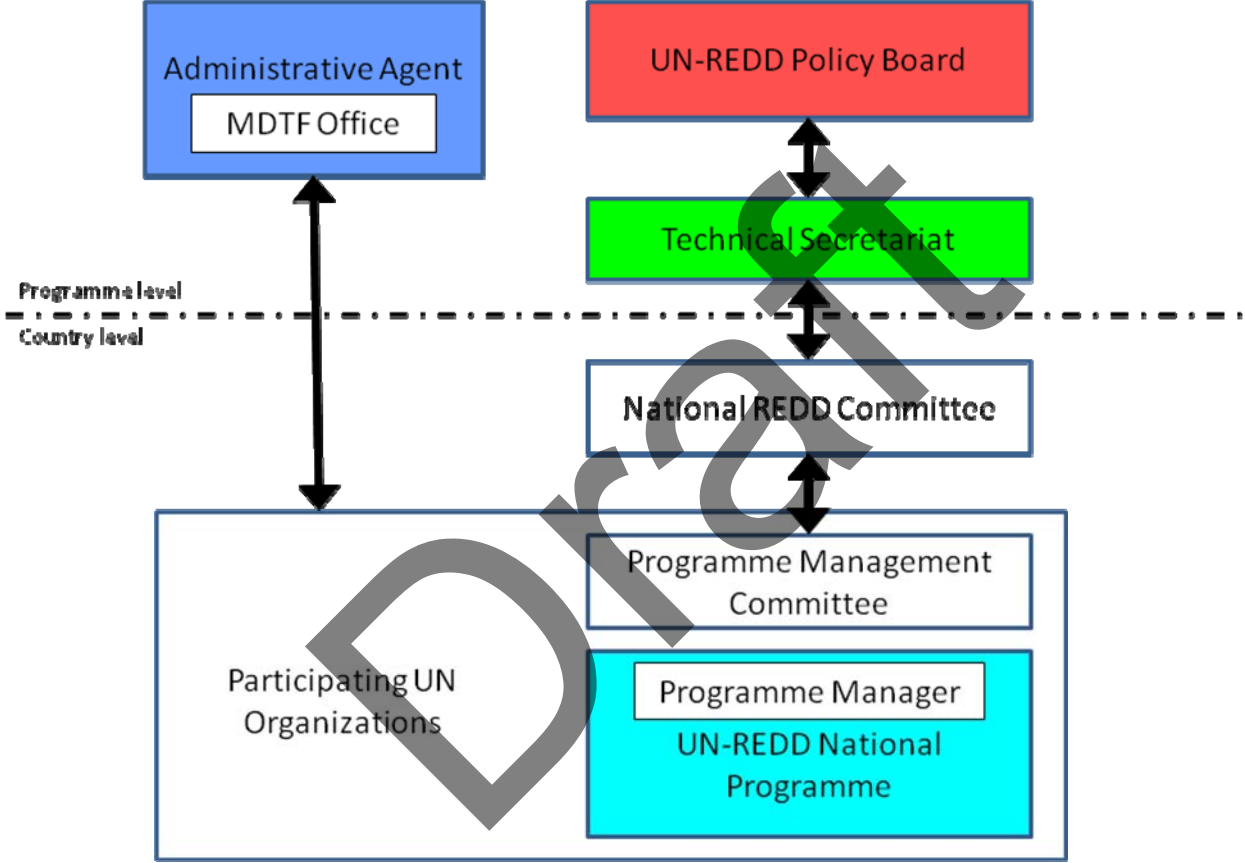 Administrative Agent
MDTF Office
UN-REDD Policy Board
Technical Secretariat
Programme level
Country level
National REDD Committee
Programme Management
Committee
Participating UN
Organizations
Programme Manager
UN-REDD National
Programme
Draft